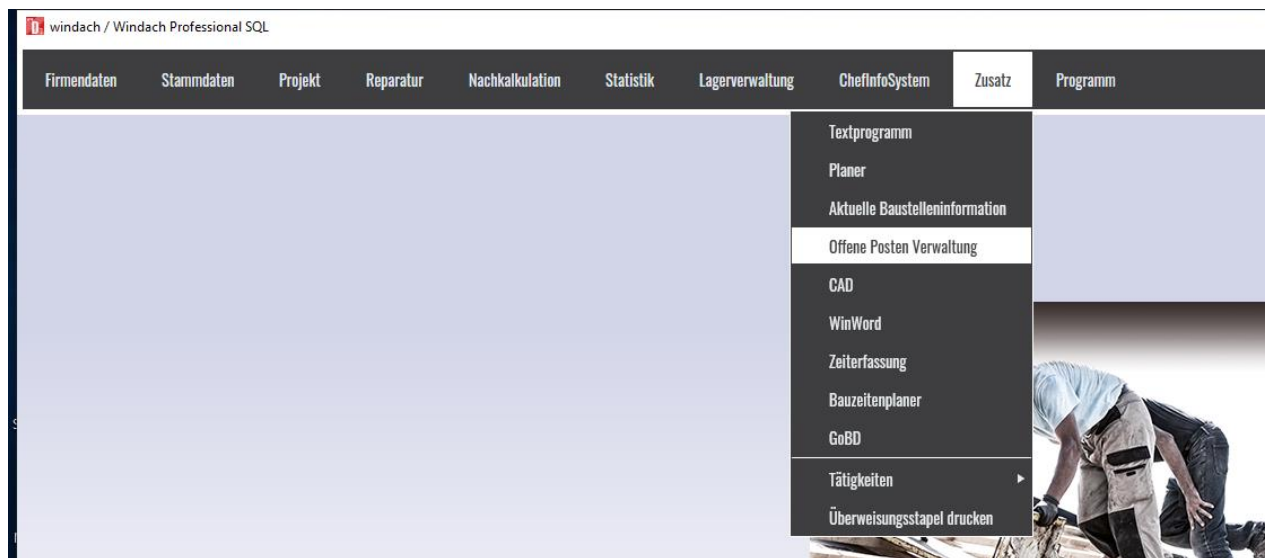 windach / Windach Professional SQL
Firmendaten Stammdaten Projekt Reparatur Nachkalkulation Statistik Lagerverwaltung ChefInfoSystem Zusatz Programm
Textprogramm
Planer
Aktuelle Baustelleninformation
Offene Posten Verwaltung
CAD
WinWord
Zeiterfassung
Bauzeitenplaner
GoBD
Tätigkeiten
Überweisungsstapel drucken